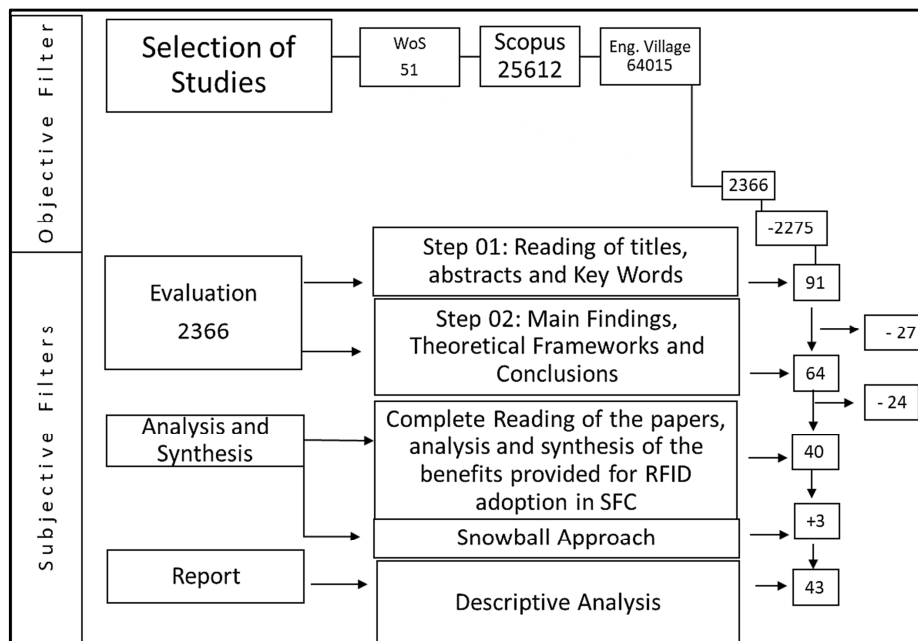 Objective Filter
Selection of
Studies
WoS
51
Scopus
25612
Eng. Village
64015
2366
-2275
Subjective Filters
Evaluation
2366
Step 01: Reading of titles,
abstracts and Key Words
91
- 27
Step 02: Main Findings,
Theoretical Frameworks and
Conclusions
64
- 24
Analysis and
Synthesis
Complete Reading of the papers,
analysis and synthesis of the
benefits provided for RFID
adoption in SFC
40
Snowball Approach
+3
Report
Descriptive Analysis
43